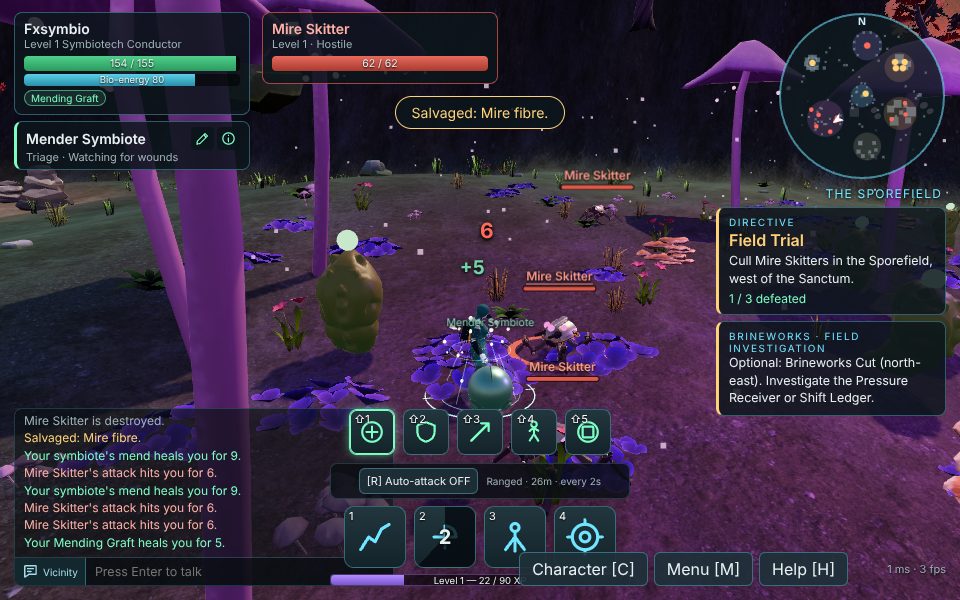 Fxsymbio
Level 1 Symbiotech Conductor
154 / 155
Bio-energy 80
Mending Graft
Mender Symbiote
Triage · Watching for wounds
Mire Skitter
Level 1 · Hostile
62 / 62
Salvaged: Mire fibre.
N
THE SPOREFIELD
DIRECTIVE
Field Trial
Cull Mire Skitters in the Sporefield,
west of the Sanctum.
1 / 3 defeated
BRINEWORKS · FIELD
INVESTIGATION
Optional: Brineworks Cut (north-
east). Investigate the Pressure
Receiver or Shift Ledger.
Mire Skitter
6
+5
Mire Skitter
Mender Symbiote
Mire Skitter
Mire Skitter is destroyed.
Salvaged: Mire fibre.
Your symbiote's mend heals you for 9.
Mire Skitter's attack hits you for 6.
Your symbiote's mend heals you for 9.
Mire Skitter's attack hits you for 6.
Mire Skitter's attack hits you for 6.
Your Mending Graft heals you for 5.
Vicinity
Press Enter to talk
⇧1 ⇧2 ⇧3 ⇧4 ⇧5
[R] Auto-attack OFF
Ranged · 26m · every 2s
1 2 3 4
2
Level 1 — 22 / 90
Character [C]
Menu [M]
Help [H]
1 ms · 3 fps